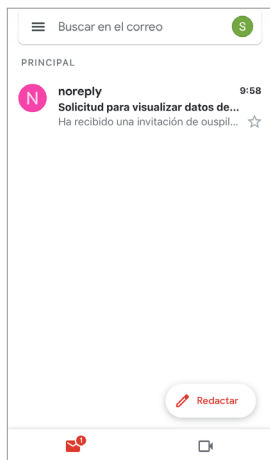 Buscar en el correo
S
PRINCIPAL
N
noreply 9:58
Solicitud para visualizar datos de...
Ha recibido una invitación de ouspil...
Redactar
1